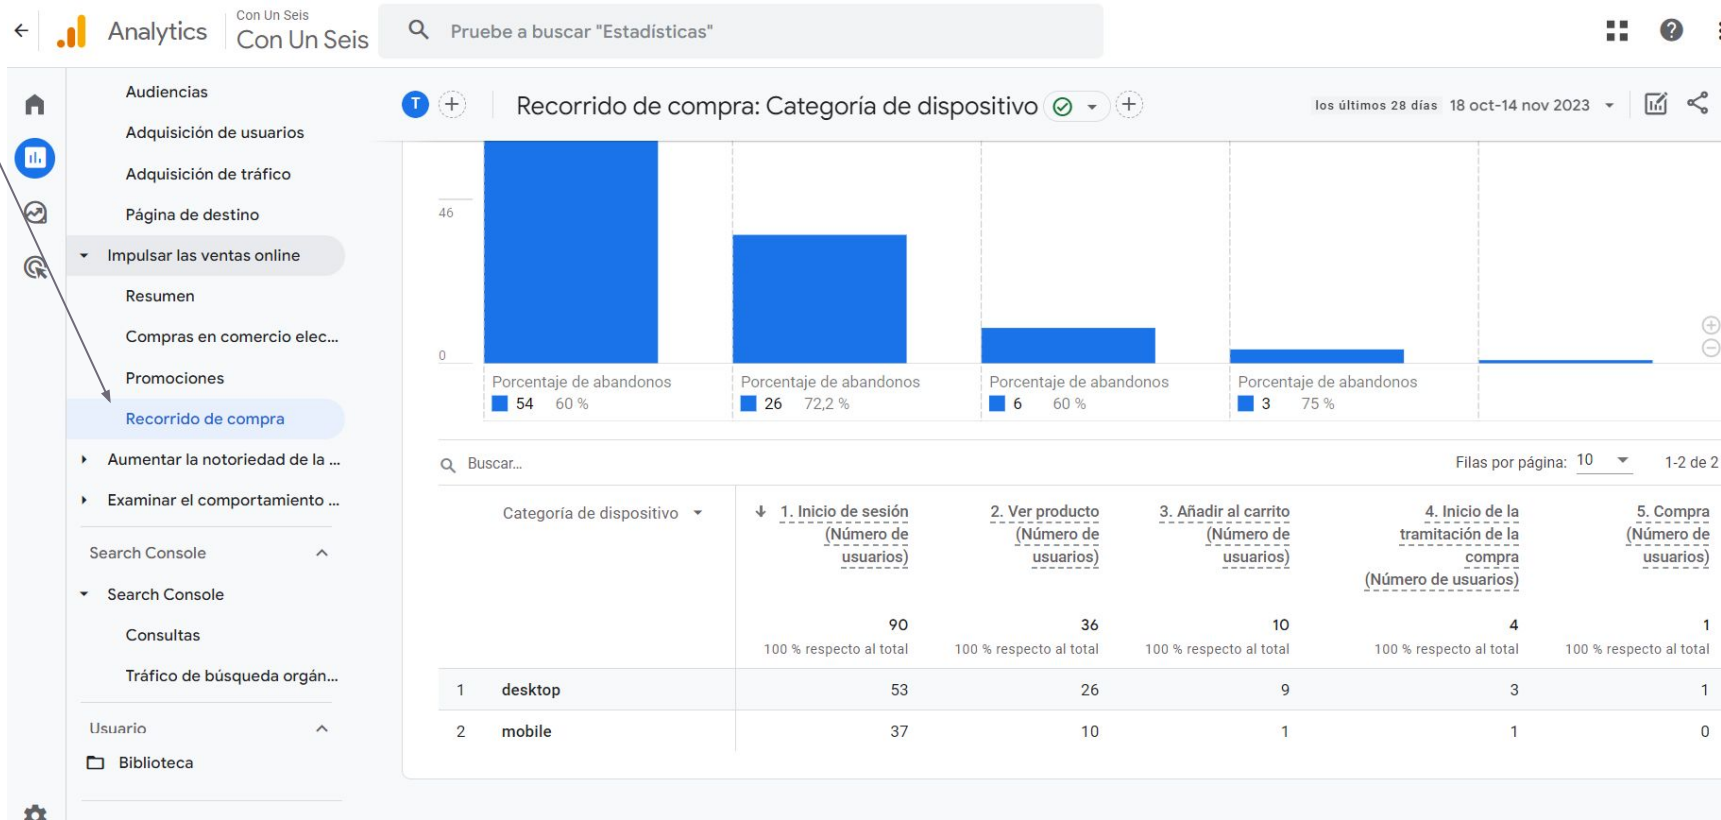 Analytics
Con Un Seis
Con Un Seis
Pruebe a buscar "Estadísticas"
Audiencias
Adquisición de usuarios
Adquisición de tráfico
Página de destino
Impulsar las ventas online
Resumen
Compras en comercio elec...
Promociones
Recorrido de compra
Aumentar la notoriedad de la ...
Examinar el comportamiento ...
Search Console
Search Console
Consultas
Tráfico de búsqueda orgán...
Usuario
Biblioteca
T
Recorrido de compra: Categoría de dispositivo
los últimos 28 días 18 oct-14 nov 2023
46
0
Porcentaje de abandonos
54 60 %
Porcentaje de abandonos
26 72,2 %
Porcentaje de abandonos
6 60 %
Porcentaje de abandonos
3 75 %
Buscar...
Filas por página: 10 1-2 de 2
Categoría de dispositivo
1. Inicio de sesión
(Número de
usuarios)
2. Ver producto
(Número de
usuarios)
3. Añadir al carrito
(Número de
usuarios)
4. Inicio de la
tramitación de la
compra
(Número de usuarios)
5. Compra
(Número de
usuarios)
90 36 10 4 1
100 % respecto al total 100 % respecto al total 100 % respecto al total 100 % respecto al total 100 % respecto al total
1 desktop 53 26 9 3 1
2 mobile 37 10 1 1 0